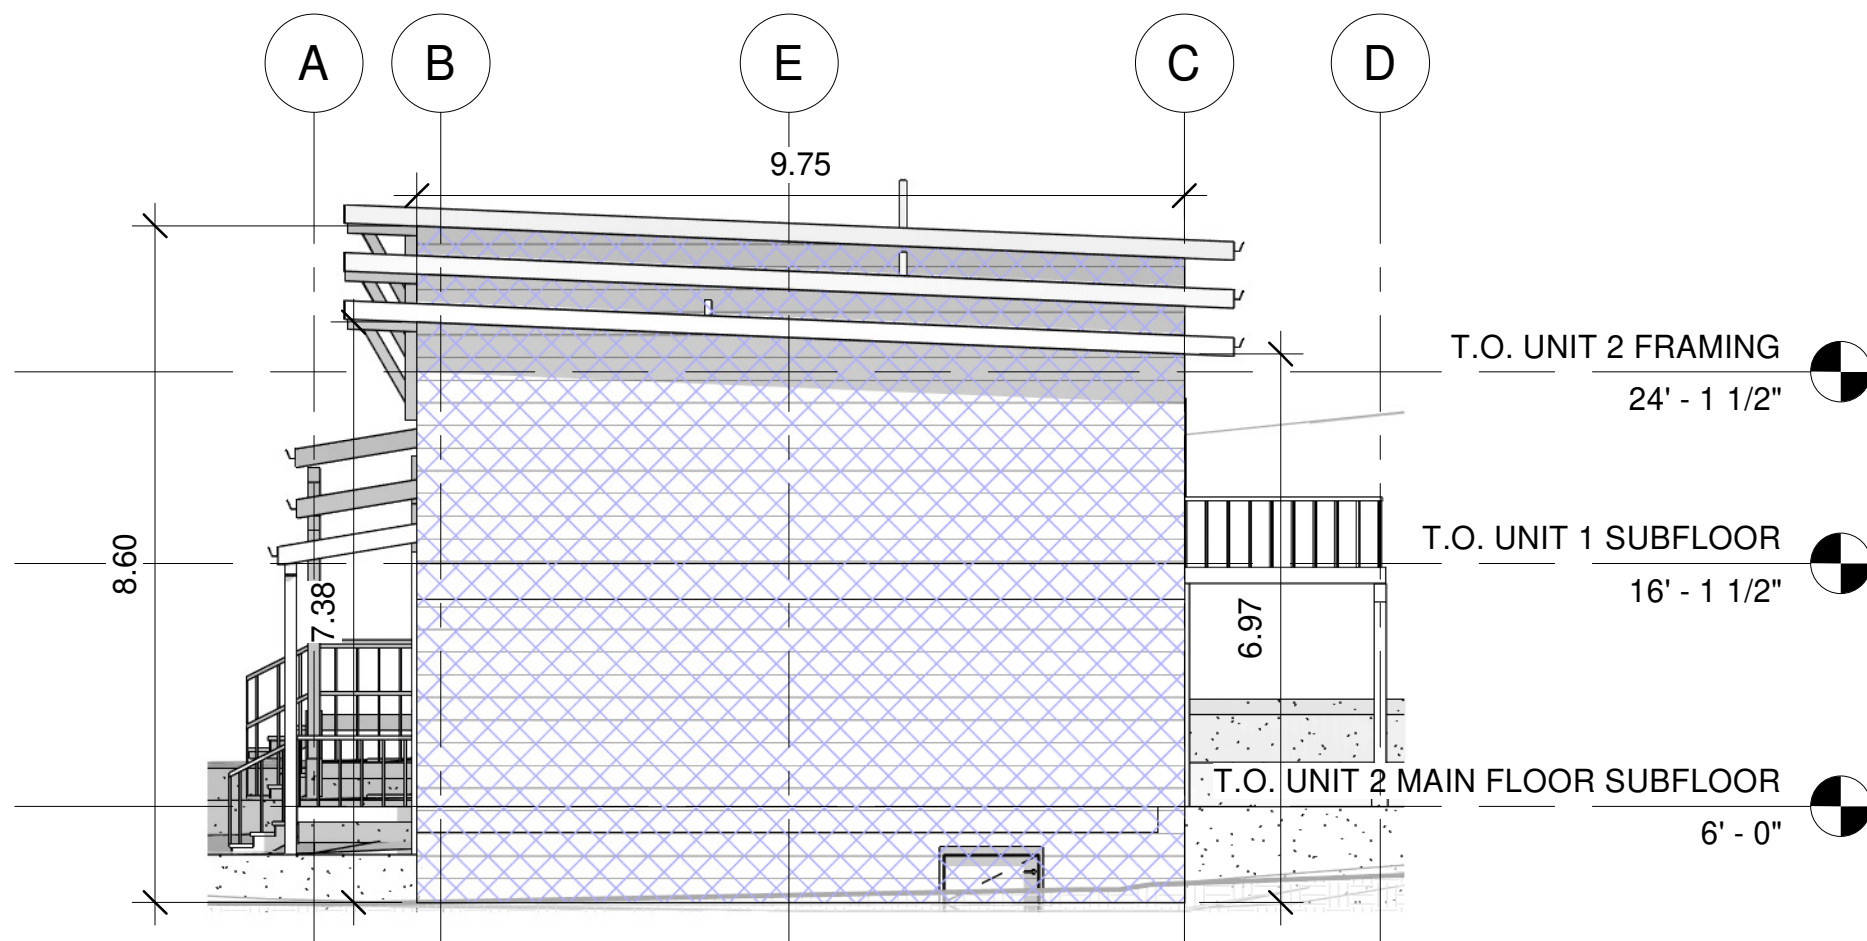 A B E C D
9.75
T.O. UNIT 2 FRAMING
24' - 1 1/2"
T.O. UNIT 1 SUBFLOOR
16' - 1 1/2"
8.60
7.38
6.97
T.O. UNIT 2 MAIN FLOOR SUBFLOOR
6' - 0"